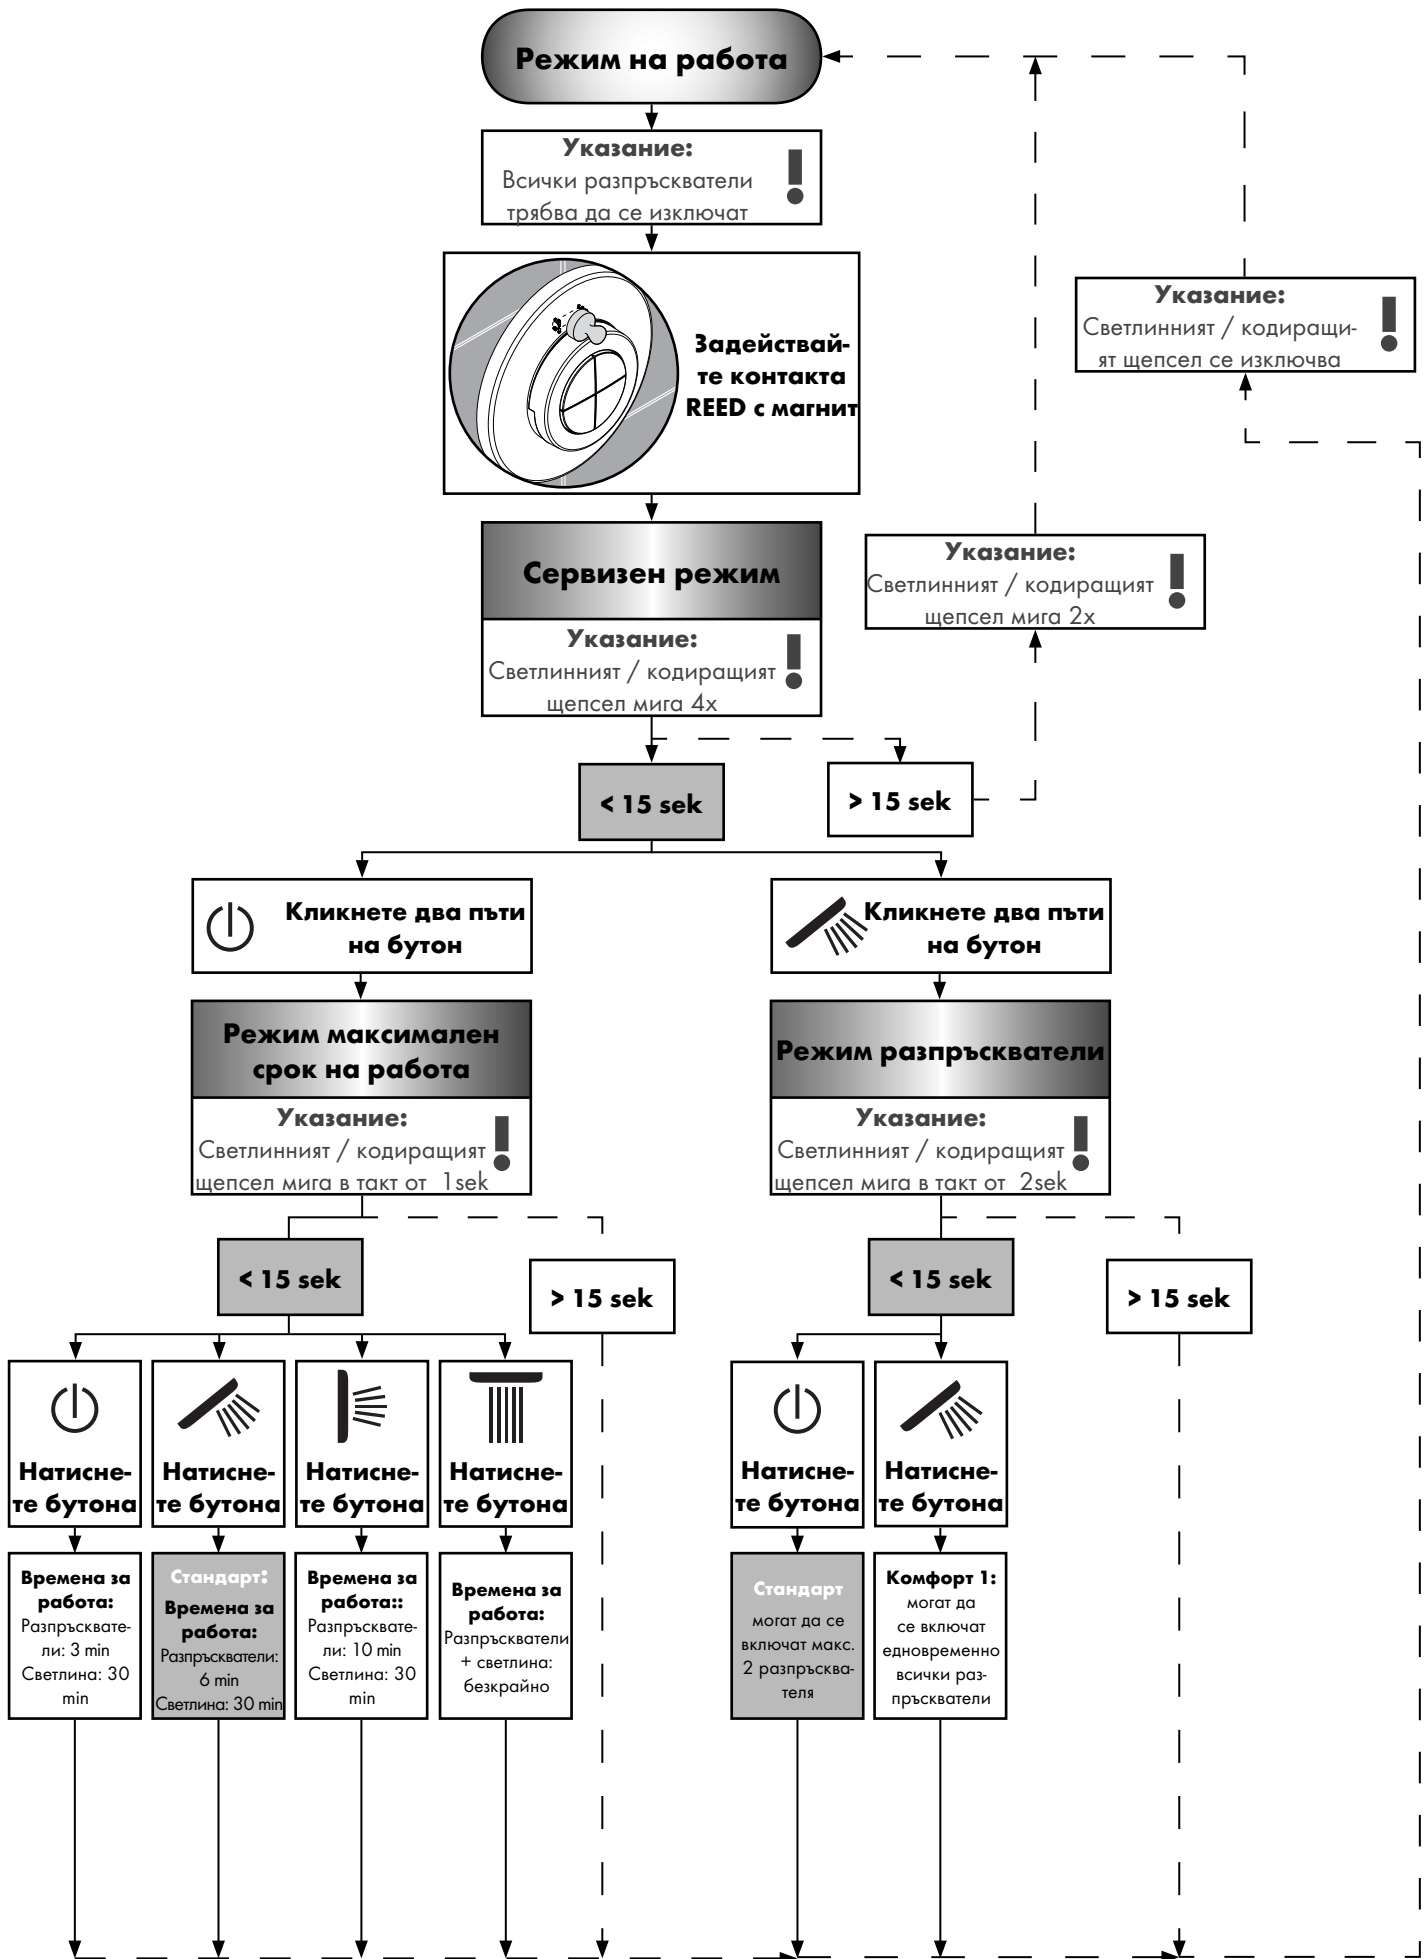 Режим на работа
Указание:
Всички разпръскватели
трябва да се изключат
Задействай-
те контакта
REED с магнит
Указание:
Светлинният / кодиращи-
ят щепсел се изключва
Сервизен режим
Указание:
Светлинният / кодиращият
щепсел мига 4x
Указание:
Светлинният / кодиращият
щепсел мига 2x
< 15 sek
> 15 sek
Кликнете два пъти
на бутон
Кликнете два пъти
на бутон
Режим максимален
срок на работа
Указание:
Светлинният / кодиращият
щепсел мига в такт от 1sek
Режим разпръскватели
Указание:
Светлинният / кодиращият
щепсел мига в такт от 2sek
< 15 sek
> 15 sek
< 15 sek
> 15 sek
Натисне-
те бутона
Натисне-
те бутона
Натисне-
те бутона
Натисне-
те бутона
Натисне-
те бутона
Натисне-
те бутона
Времена за
работа:
Разпръсквате-
ли: 3 min
Светлина: 30
min
Стандарт:
Времена за
работа:
Разпръскватели:
6 min
Светлина: 30 min
Времена за
работа::
Разпръсквате-
ли: 10 min
Светлина: 30
min
Времена за
работа:
Разпръскватели
+ светлина:
безкрайно
Стандарт
могат да се
включат макс.
2 разпръсква-
теля
Комфорт 1:
могат да
се включат
едновременно
всички раз-
пръскватели